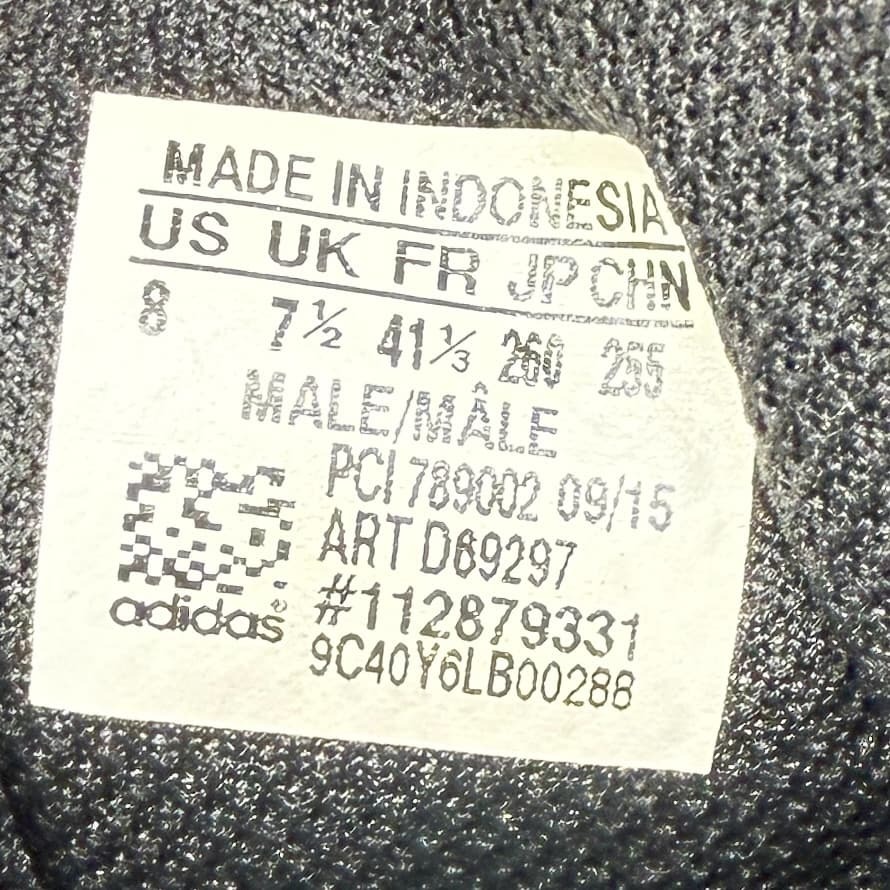 MADE IN INDONESIA
US UK FR JP CHN
8 7½ 41⅓ 260 255
MALE/MÂLE
PCI 789002 09/15
ART D69297
#112879331
adidas®
9C40Y6LB00288